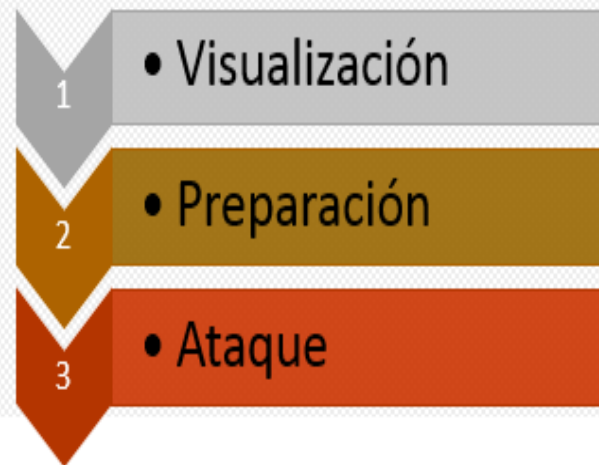 1 • Visualización
2 • Preparación
3 • Ataque